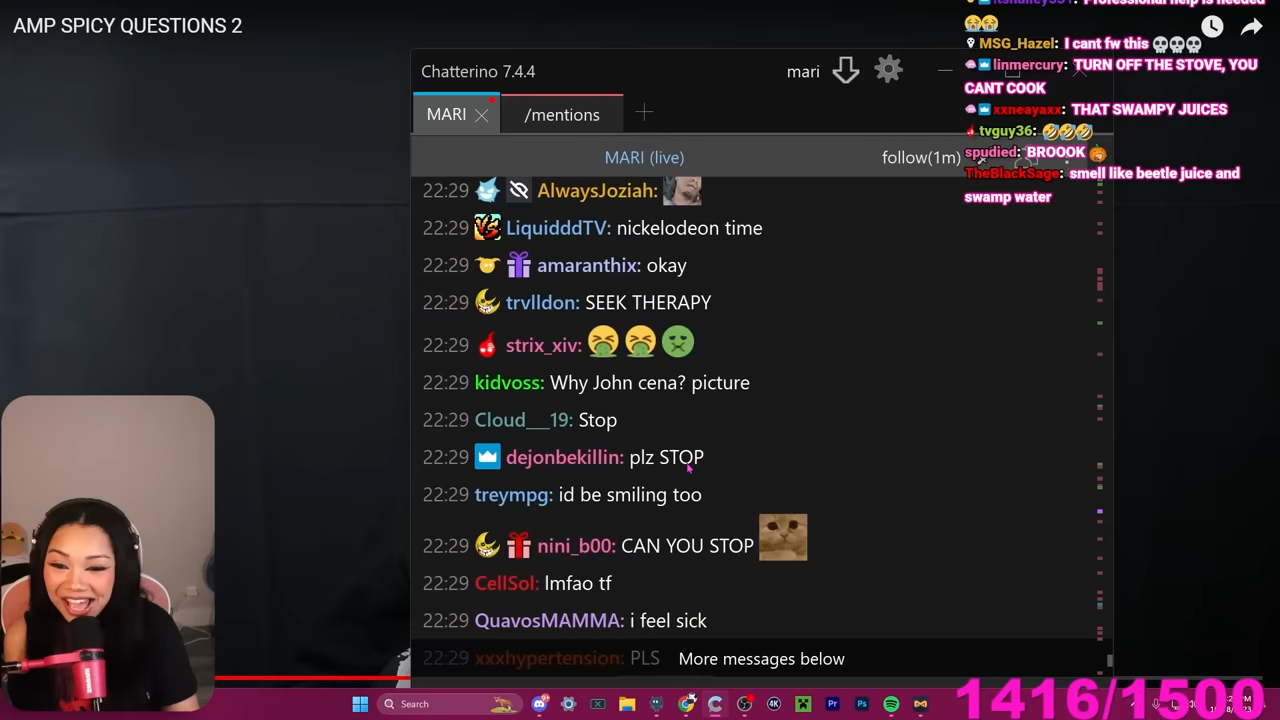 AMP SPICY QUESTIONS 2
Professional help is needed
MSG_Hazel: I cant fw this
linmercury: TURN OFF THE STOVE, YOU
CANT COOK
xxneayaxx: THAT SWAMPY JUICES
tvguy36:
spudied: BROOOK
TheBlackSage: smell like beetle juice and
swamp water
Chatterino 7.4.4
mari
MARI
/mentions
MARI (live)
follow(1m)
22:29 AlwaysJoziah:
22:29 LiquidddTV: nickelodeon time
22:29 amaranthix: okay
22:29 trvlldon: SEEK THERAPY
22:29 strix_xiv:
22:29 kidvoss: Why John cena? picture
22:29 Cloud___19: Stop
22:29 dejonbekillin: plz STOP
22:29 treympg: id be smiling too
22:29 nini_b00: CAN YOU STOP
22:29 CellSol: lmfao tf
22:29 QuavosMAMMA: i feel sick
22:29 xxxhypertension: PLS
More messages below
Search
1416/1500